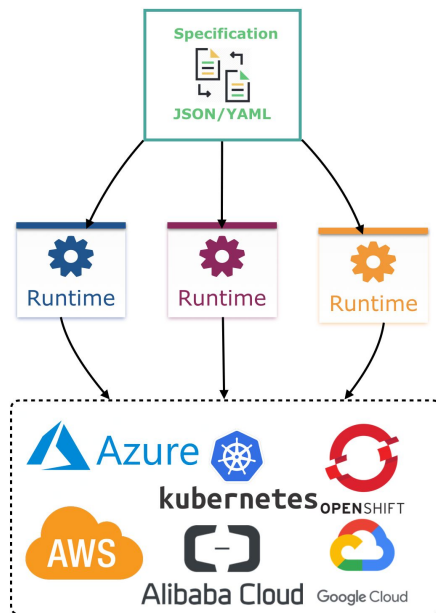 Specification
JSON/YAML
Runtime
Runtime
Runtime
Azure
kubernetes
OPENSHIFT
AWS
Alibaba Cloud
Google Cloud